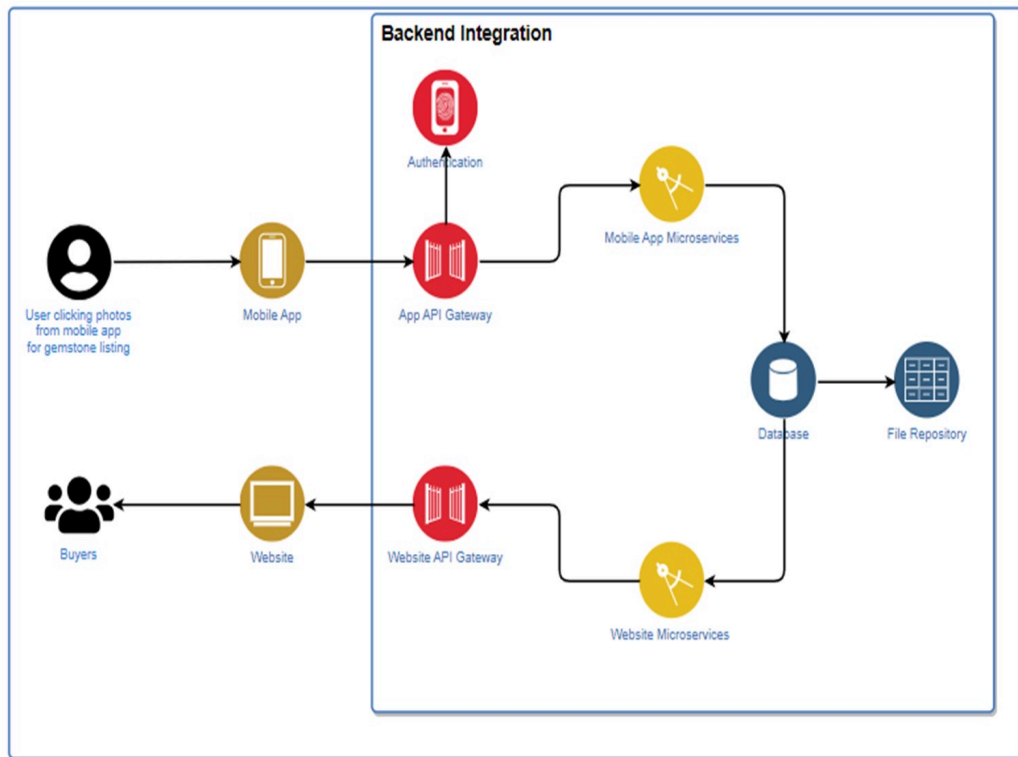 Backend Integration
Authentication
Mobile App Microservices
User clicking photos
from mobile app
for gemstone listing
Mobile App
App API Gateway
Database
File Repository
Buyers
Website
Website API Gateway
Website Microservices